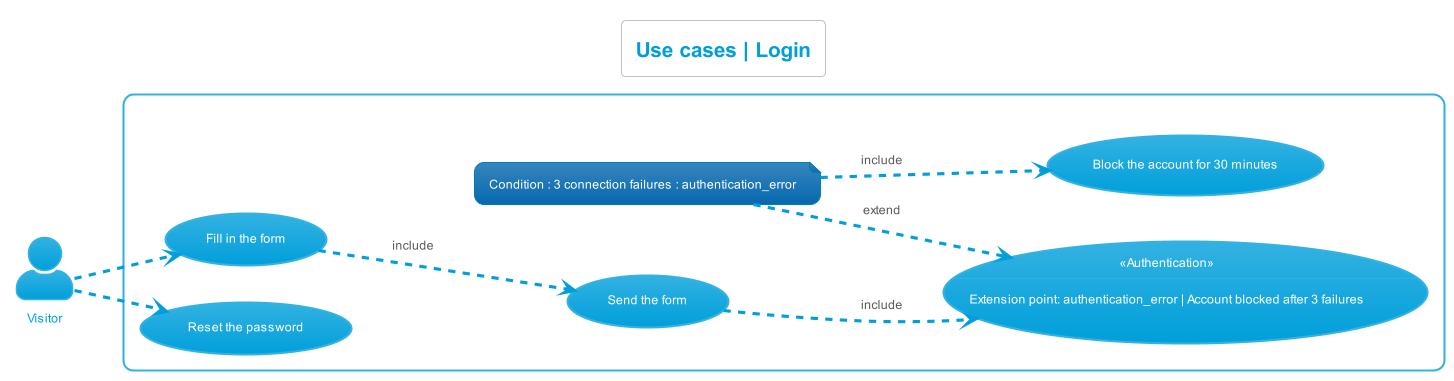 Use cases | Login
include
Block the account for 30 minutes
Condition : 3 connection failures : authentication_error
extend
Fill in the form
include
«Authentication»
Extension point: authentication_error | Account blocked after 3 failures
Send the form
include
Visitor
Reset the password